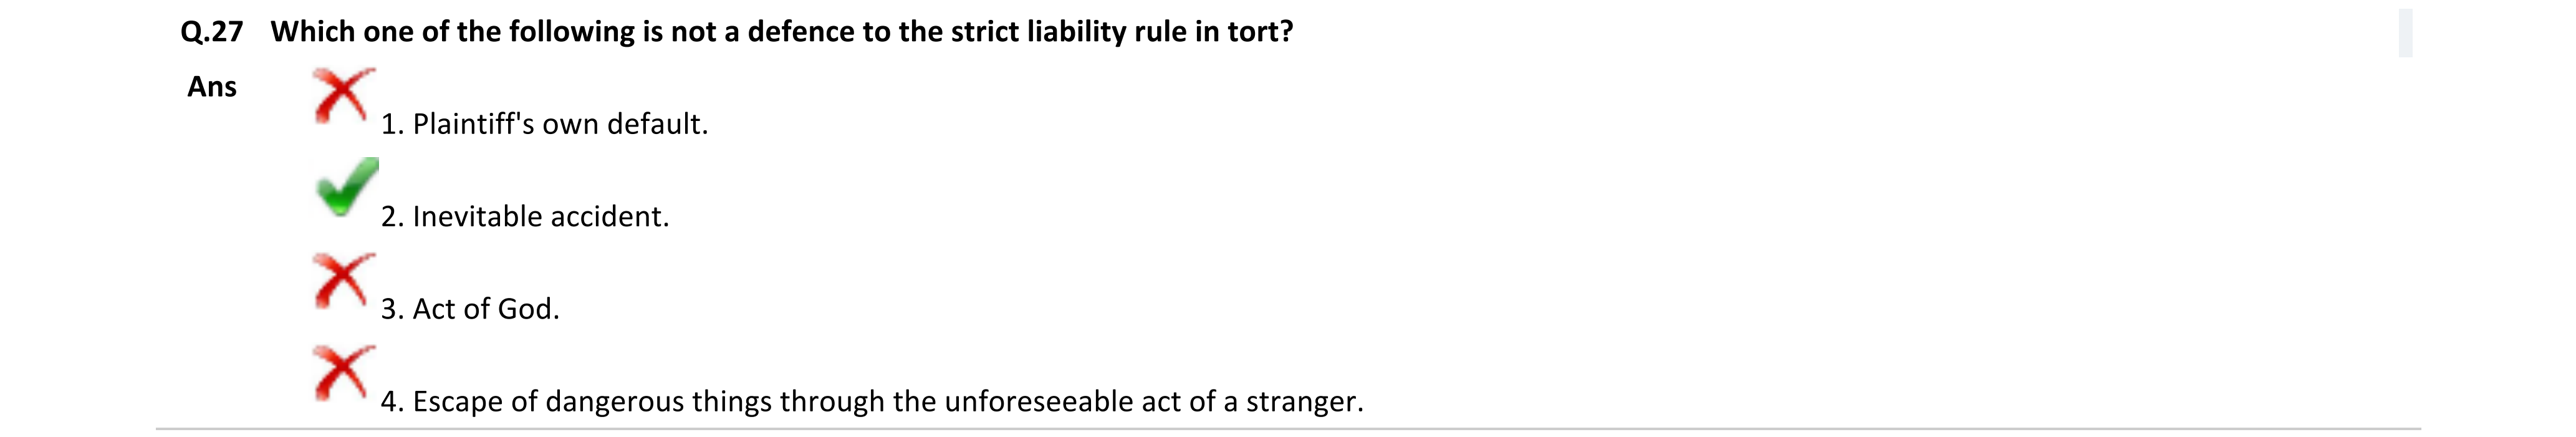 Q.27 Which one of the following is not a defence to the strict liability rule in tort?
Ans
1. Plaintiff's own default.
2. Inevitable accident.
3. Act of God.
4. Escape of dangerous things through the unforeseeable act of a stranger.